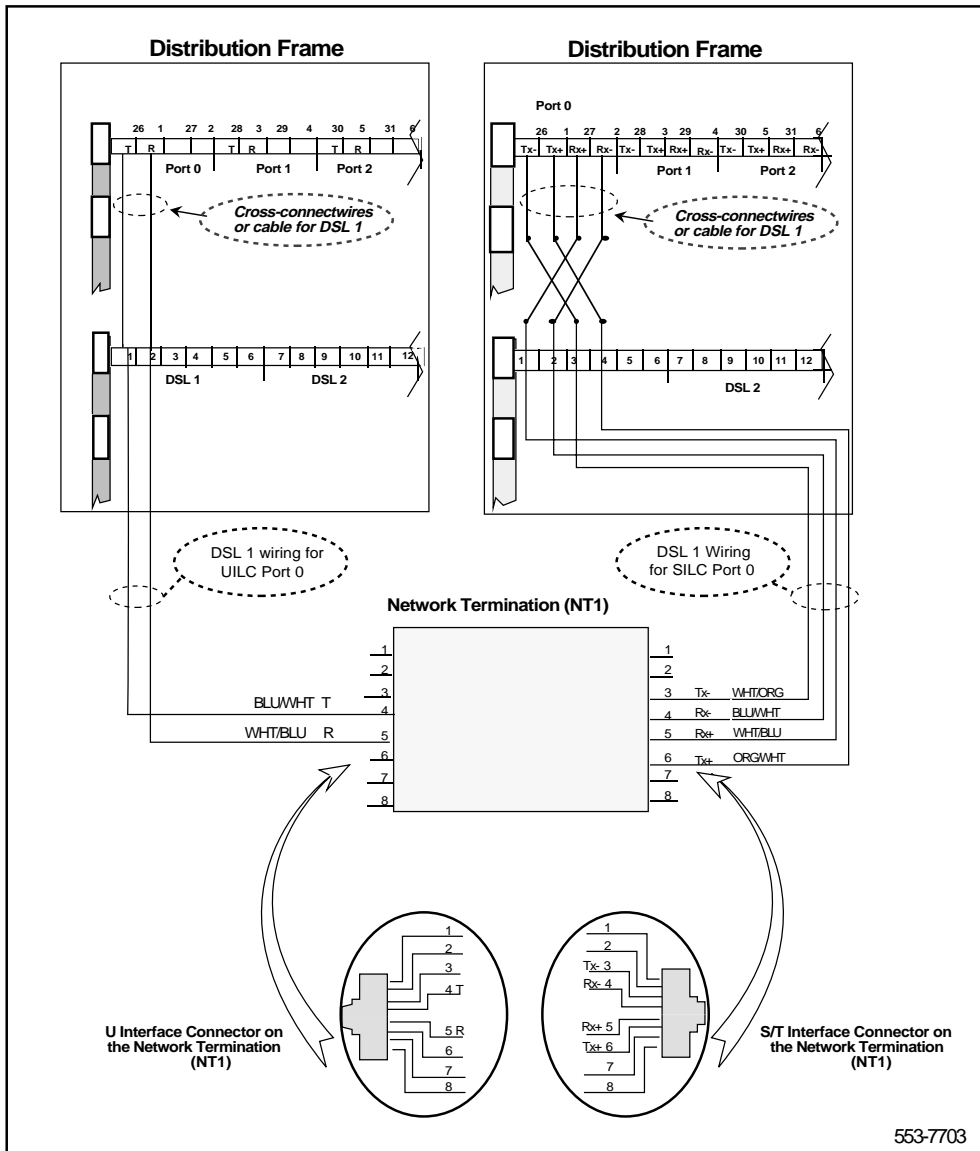 Distribution Frame
26 1 27 2 28 3 29 4 30 5 31 6
T R T R T R
Port 0 Port 1 Port 2
Cross-connectwires
or cable for DSL 1
1 2 3 4 5 6 7 8 9 10 11 12
DSL 1 DSL 2
Distribution Frame
Port 0
26 1 27 2 28 3 29 4 30 5 31 6
Tx- Tx+ Rx+ Rx- Tx- Tx+ Rx+ Rx- Tx- Tx+ Rx+ Rx-
Port 1 Port 2
Cross-connectwires
or cable for DSL 1
1 2 3 4 5 6 7 8 9 10 11 12
DSL 2
DSL 1 wiring for
UILC Port 0
DSL 1 Wiring
for SILC Port 0
Network Termination (NT1)
1
2
3
BLU/WHT T 4
WHT/BLU R 5
6
7
8
1
2
3 Tx- WHT/ORG
4 Rx- BLU/WHT
5 Rx+ WHT/BLU
6 Tx+ ORG/WHT
7
8
1
2
3
4 T
5 R
6
7
8
U Interface Connector on
the Network Termination
(NT1)
1
2
Tx- 3
Rx- 4
Rx+ 5
Tx+ 6
7
8
S/T Interface Connector on
the Network Termination
(NT1)
553-7703